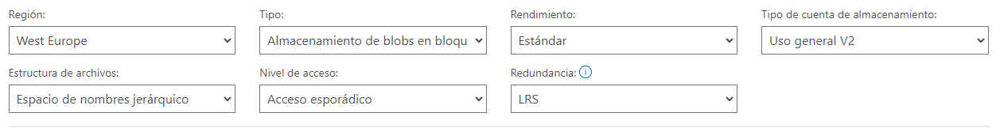 Región:
Tipo:
Rendimiento:
Tipo de cuenta de almacenamiento:
West Europe
Almacenamiento de blobs en bloqu
Estándar
Uso general V2
Estructura de archivos:
Nivel de acceso:
Redundancia:
Espacio de nombres jerárquico
Acceso esporádico
LRS